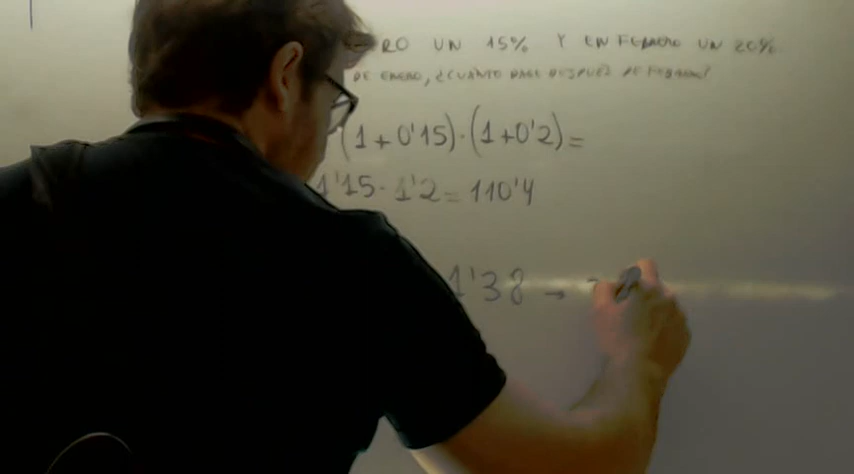 RO UN 15% Y EN FEBRERO UN 20%
DE ENERO, ¿CUÁNTO PAGA DESPUÉS DE FEBRERO?
(1+0'15)·(1+0'2)=
1'15·1'2=110'4
1'38 →